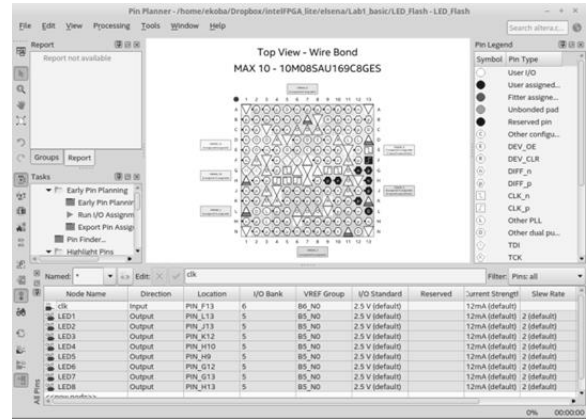 Pin Planner - /home/ekoba/Dropbox/intelFPGA_lite/elsena/Lab1_basic/LED_Flash - LED_Flash
File Edit View Processing Tools Window Help
Search altera.c...
Report
Report not available
Groups Report
Tasks
Early Pin Planning
Early Pin Plannin
Run I/O Assignm
Export Pin Assig
Pin Finder...
Highlight Pins
Top View - Wire Bond
MAX 10 - 10M08SAU169C8GES
Pin Legend
Symbol Pin Type
User I/O
User assigned...
Fitter assigne...
Unbonded pad
Reserved pin
Other configu...
DEV_OE
DEV_CLR
DIFF_n
DIFF_p
CLK_n
CLK_p
Other PLL
Other dual pu...
TDI
TCK
Named: * Edit: clk Filter: Pins: all
Node Name Direction Location I/O Bank VREF Group I/O Standard Reserved Current Strengt Slew Rate
clk Input PIN_F13 6 B6_N0 2.5 V (default) 12mA (default)
LED1 Output PIN_L13 5 B5_N0 2.5 V (default) 12mA (default) 2 (default)
LED2 Output PIN_J13 5 B5_N0 2.5 V (default) 12mA (default) 2 (default)
LED3 Output PIN_K12 5 B5_N0 2.5 V (default) 12mA (default) 2 (default)
LED4 Output PIN_H10 5 B5_N0 2.5 V (default) 12mA (default) 2 (default)
LED5 Output PIN_H9 5 B5_N0 2.5 V (default) 12mA (default) 2 (default)
LED6 Output PIN_G12 5 B5_N0 2.5 V (default) 12mA (default) 2 (default)
LED7 Output PIN_G13 5 B5_N0 2.5 V (default) 12mA (default) 2 (default)
LED8 Output PIN_H13 5 B5_N0 2.5 V (default) 12mA (default) 2 (default)
<<new node>>
All Pins
0% 00:00:00